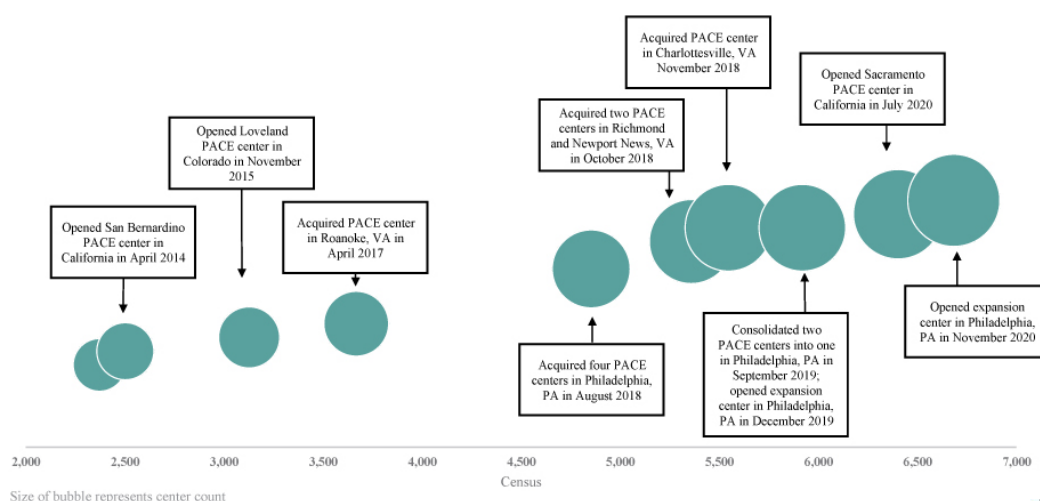 Opened San Bernardino
PACE center in
California in April 2014
Opened Loveland
PACE center in
Colorado in November
2015
Acquired PACE center
in Roanoke, VA in
April 2017
Acquired four PACE
centers in Philadelphia,
PA in August 2018
Acquired two PACE
centers in Richmond
and Newport News, VA
in October 2018
Acquired PACE center
in Charlottesville, VA
November 2018
Consolidated two
PACE centers into one
in Philadelphia, PA in
September 2019;
opened expansion
center in Philadelphia,
PA in December 2019
Opened Sacramento
PACE center in
California in July 2020
Opened expansion
center in Philadelphia,
PA in November 2020
2,000 2,500 3,000 3,500 4,000 4,500 5,000 5,500 6,000 6,500 7,000
Census
Size of bubble represents center count